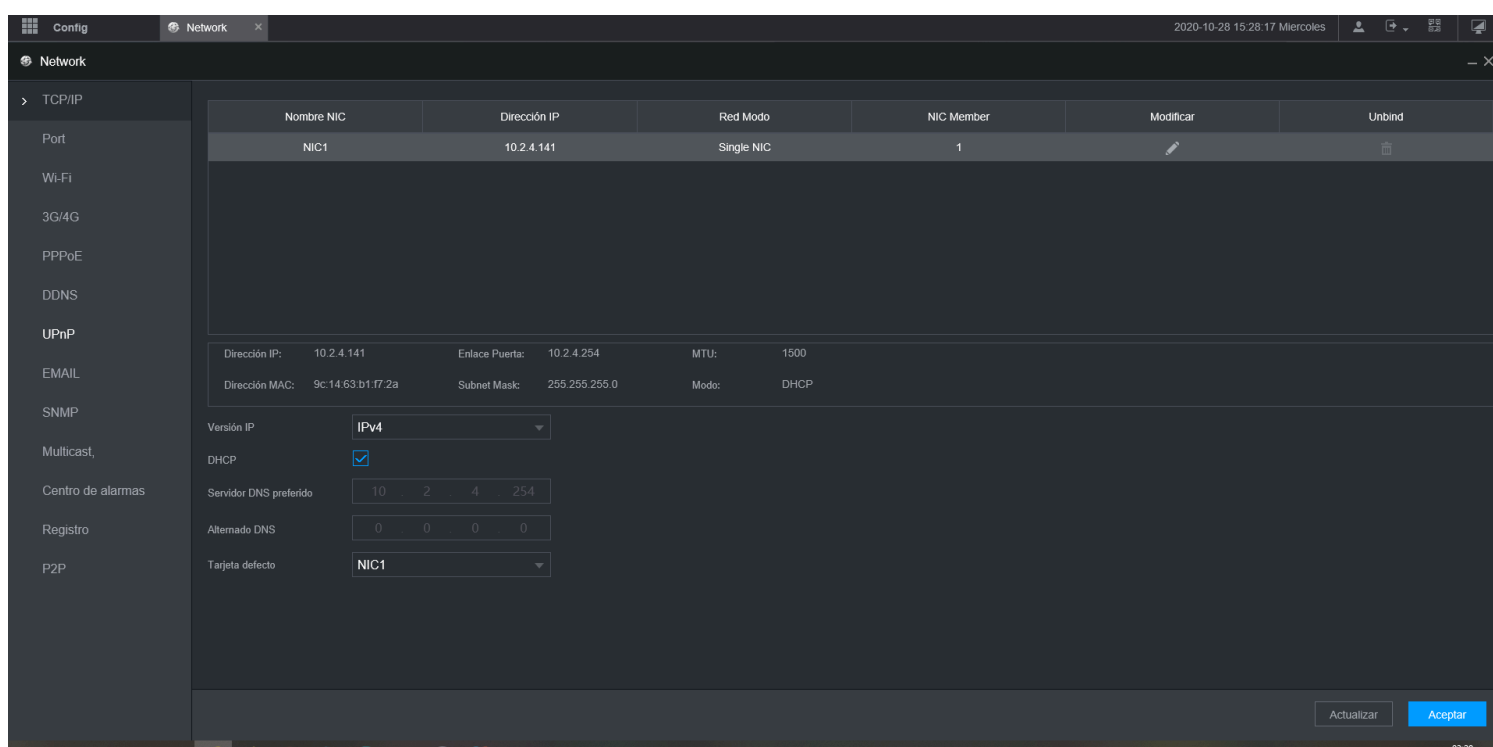 Config Network × 2020-10-28 15:28:17 Miercoles
Network
TCP/IP
Port
Wi-Fi
3G/4G
PPPoE
DDNS
UPnP
EMAIL
SNMP
Multicast,
Centro de alarmas
Registro
P2P
Nombre NIC Dirección IP Red Modo NIC Member Modificar Unbind
NIC1 10.2.4.141 Single NIC 1
Dirección IP: 10.2.4.141 Enlace Puerta: 10.2.4.254 MTU: 1500
Dirección MAC: 9c:14:63:b1:f7:2a Subnet Mask: 255.255.255.0 Modo: DHCP
Versión IP IPv4
DHCP
Servidor DNS preferido 10 . 2 . 4 . 254
Alternado DNS 0 . 0 . 0 . 0
Tarjeta defecto NIC1
Actualizar Aceptar